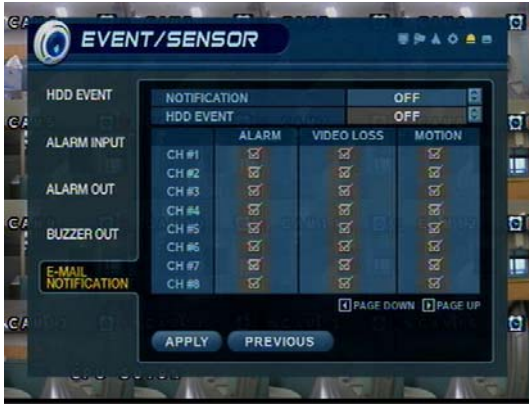 EVENT/SENSOR
HDD EVENT
ALARM INPUT
ALARM OUT
BUZZER OUT
E-MAIL
NOTIFICATION
NOTIFICATION OFF
HDD EVENT OFF
ALARM VIDEO LOSS MOTION
CH #1
CH #2
CH #3
CH #4
CH #5
CH #6
CH #7
CH #8
PAGE DOWN PAGE UP
APPLY PREVIOUS